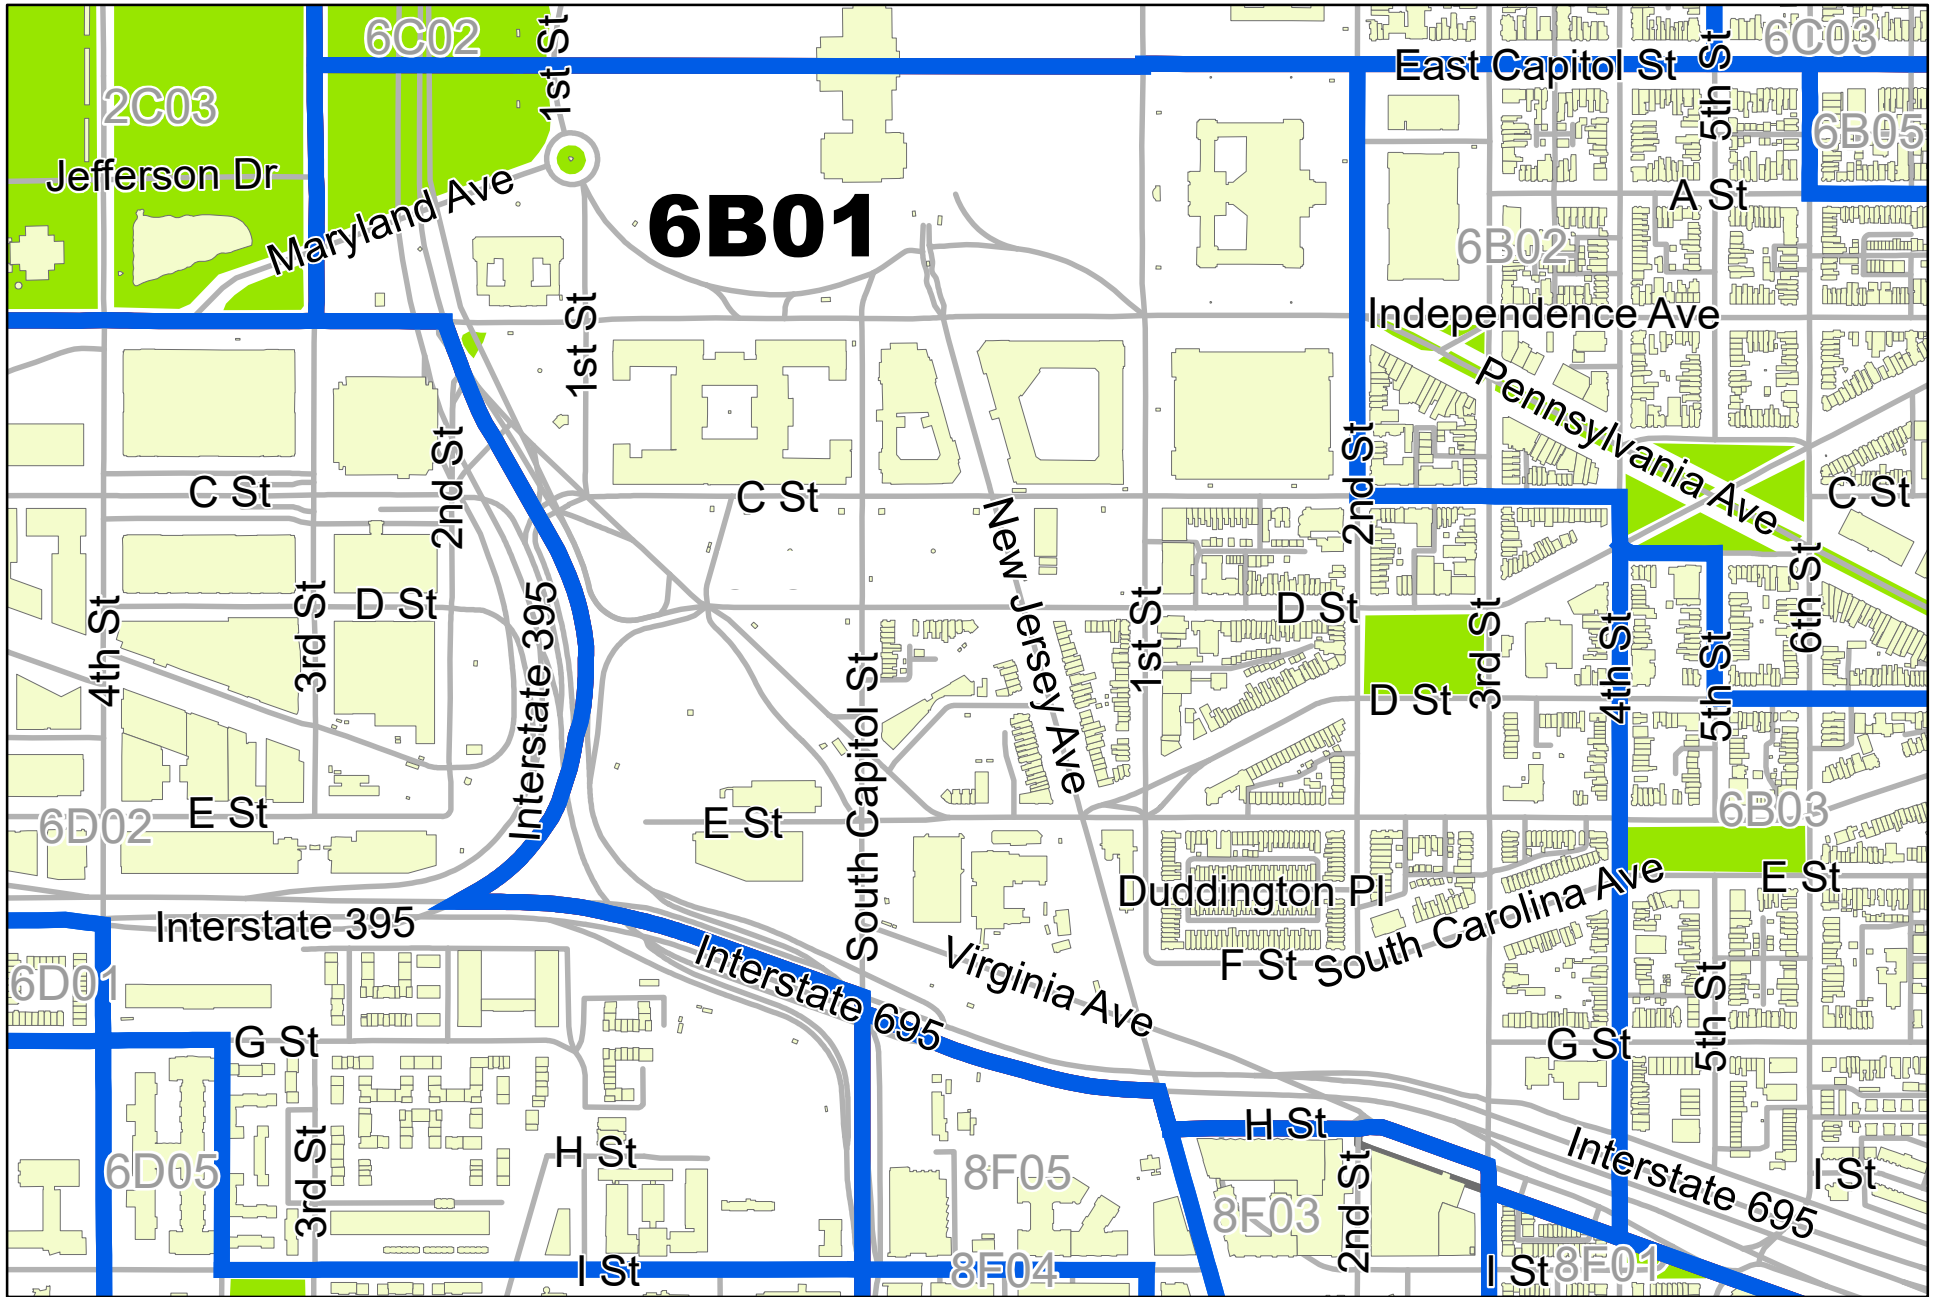 6C02
1st St
6C03
East Capitol St
5th St
2C03
6B05
Jefferson Dr
Maryland Ave
6B01
A St
6B02
1st St
Independence Ave
Pennsylvania Ave
2nd St
2nd St
C St
C St
C St
New Jersey Ave
4th St
3rd St
D St
Interstate 395
1st St
D St
3rd St
4th St
5th St
6th St
D St
South Capitol St
6D02
E St
E St
6B03
Duddington Pl
South Carolina Ave
E St
Interstate 395
F St
Virginia Ave
Interstate 695
6D01
5th St
G St
G St
H St
H St
3rd St
6D05
8F05
8F03
2nd St
Interstate 695
I St
I St
8F04
I St
8F01